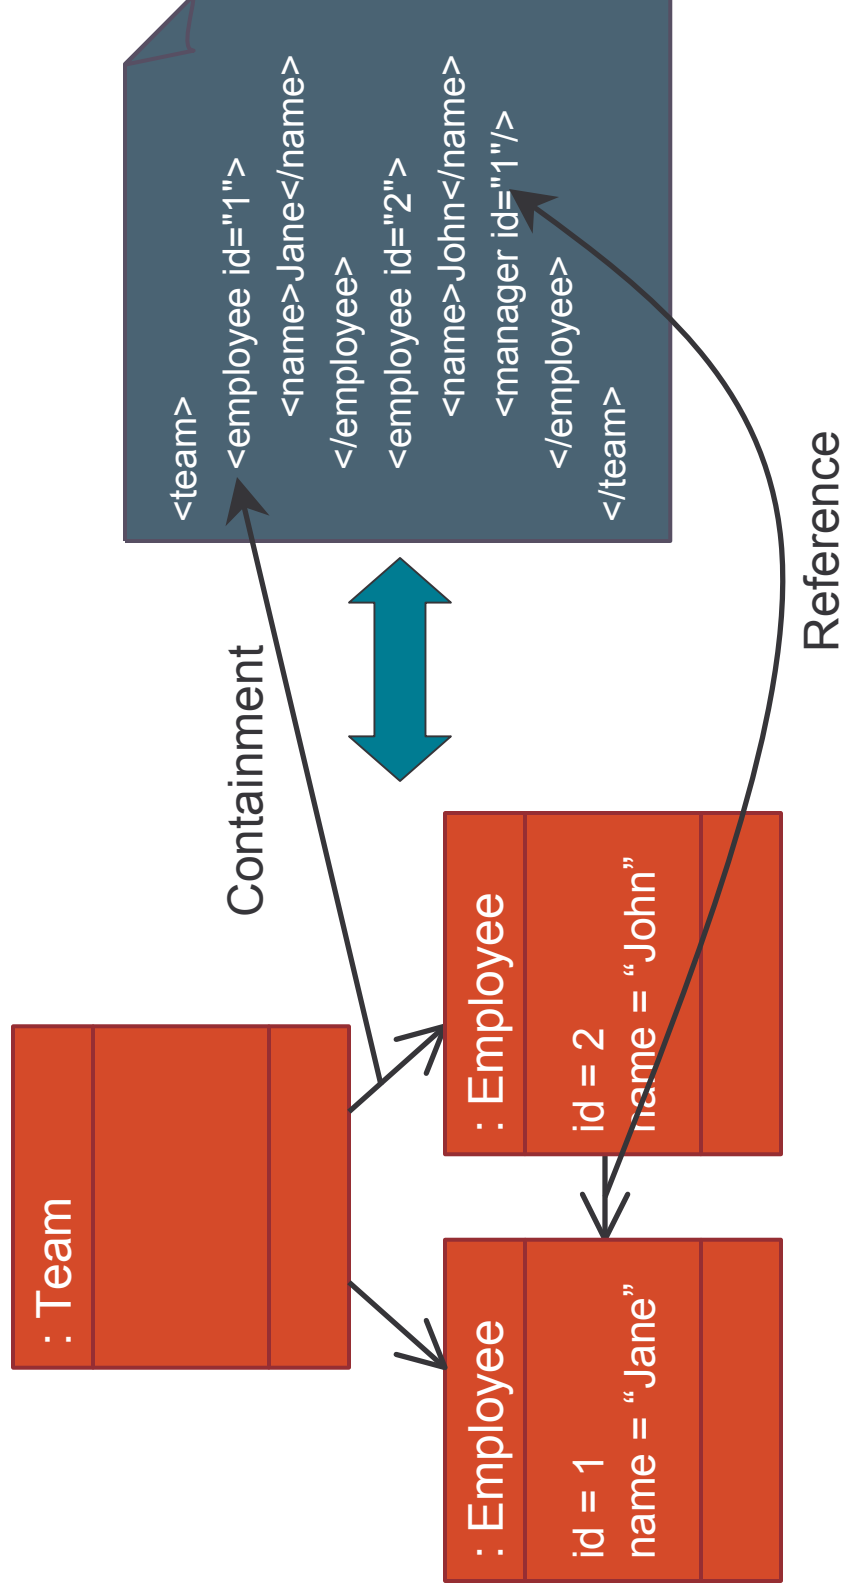 : Team
: Employee
id = 1
name = “Jane”
: Employee
id = 2
name = “John”
Containment
Reference
<team>
<employee id="1">
<name>Jane</name>
</employee>
<employee id="2">
<name>John</name>
<manager id="1"/>
</employee>
</team>